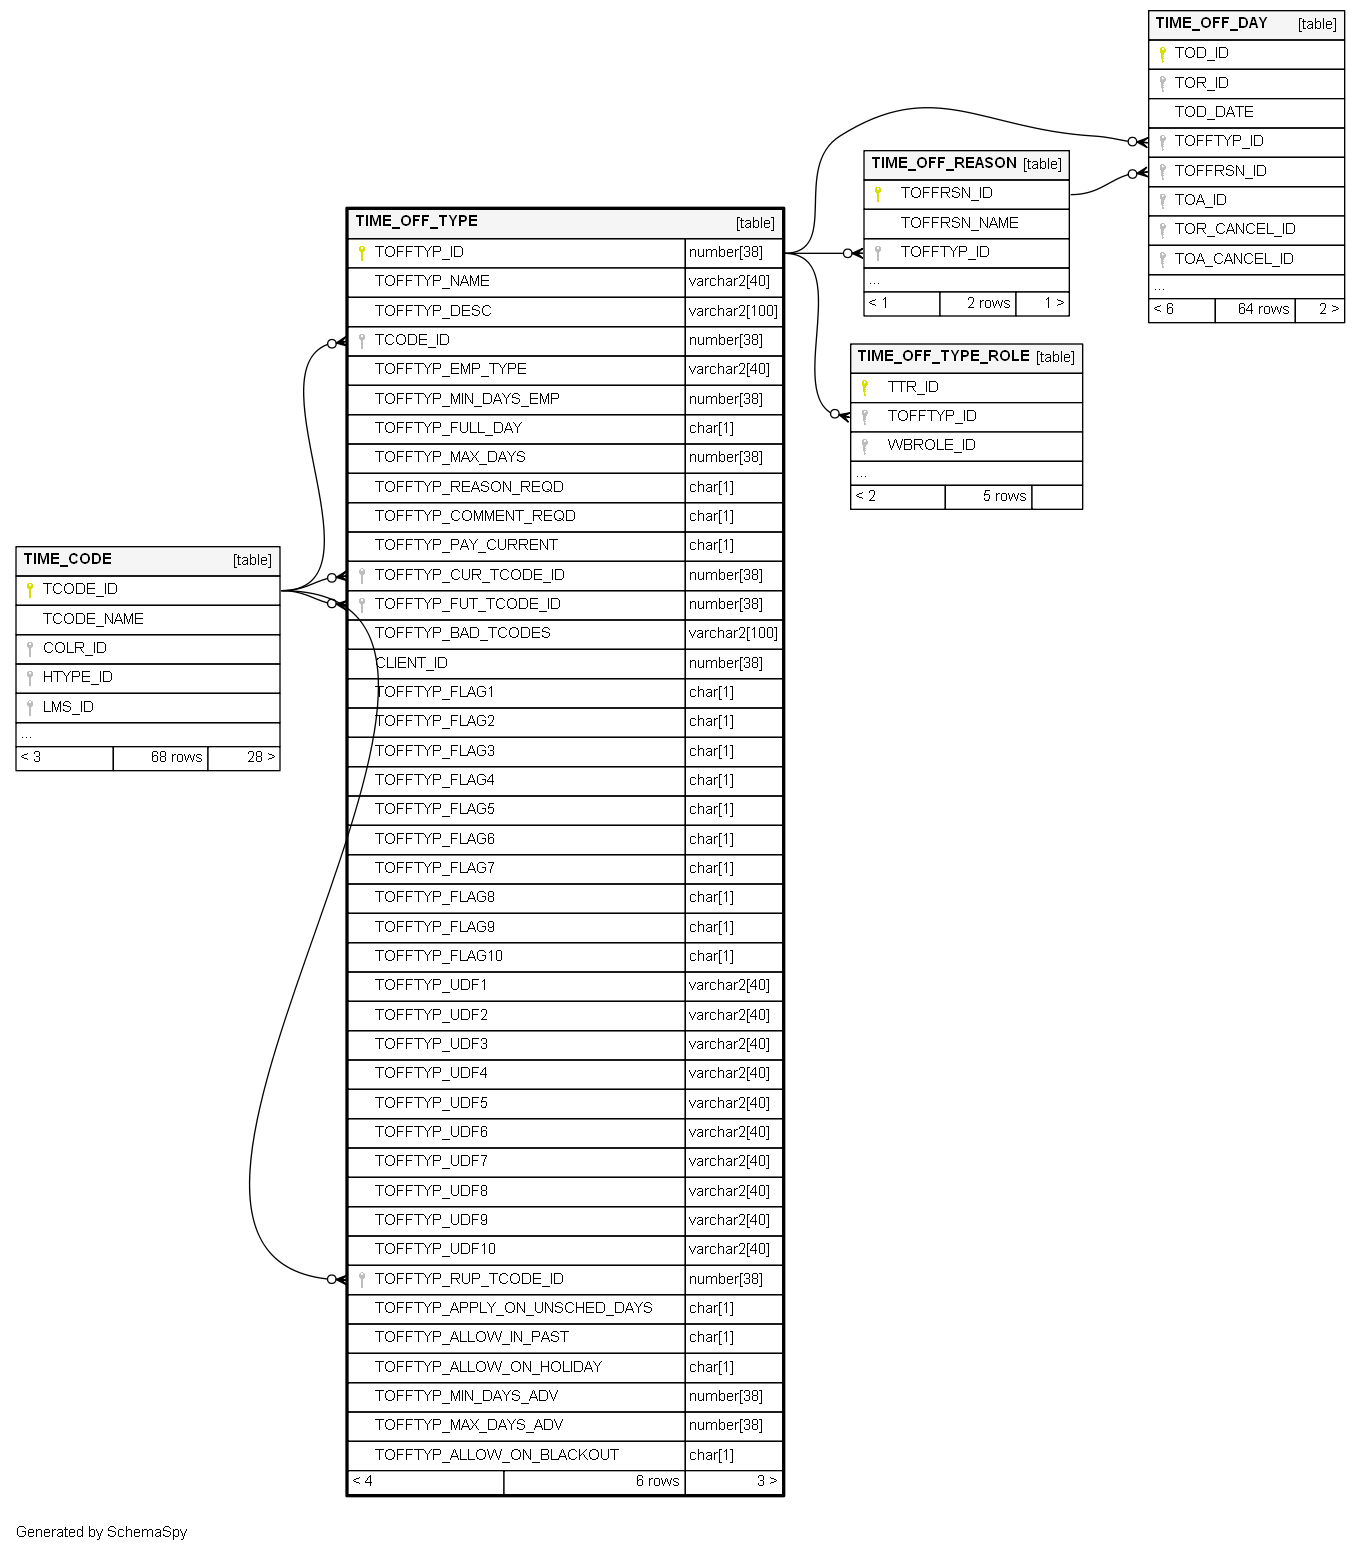 TIME_OFF_DAY [table]
TOD_ID
TOR_ID
TOD_DATE
TOFFTYP_ID
TOFFRSN_ID
TOA_ID
TOR_CANCEL_ID
TOA_CANCEL_ID
...
< 6 64 rows 2 >
TIME_OFF_REASON [table]
TOFFRSN_ID
TOFFRSN_NAME
TOFFTYP_ID
...
< 1 2 rows 1 >
TIME_OFF_TYPE_ROLE [table]
TTR_ID
TOFFTYP_ID
WBROLE_ID
...
< 2 5 rows
TIME_OFF_TYPE [table]
TOFFTYP_ID number[38]
TOFFTYP_NAME varchar2[40]
TOFFTYP_DESC varchar2[100]
TCODE_ID number[38]
TOFFTYP_EMP_TYPE varchar2[40]
TOFFTYP_MIN_DAYS_EMP number[38]
TOFFTYP_FULL_DAY char[1]
TOFFTYP_MAX_DAYS number[38]
TOFFTYP_REASON_REQD char[1]
TOFFTYP_COMMENT_REQD char[1]
TOFFTYP_PAY_CURRENT char[1]
TOFFTYP_CUR_TCODE_ID number[38]
TOFFTYP_FUT_TCODE_ID number[38]
TOFFTYP_BAD_TCODES varchar2[100]
CLIENT_ID number[38]
TOFFTYP_FLAG1 char[1]
TOFFTYP_FLAG2 char[1]
TOFFTYP_FLAG3 char[1]
TOFFTYP_FLAG4 char[1]
TOFFTYP_FLAG5 char[1]
TOFFTYP_FLAG6 char[1]
TOFFTYP_FLAG7 char[1]
TOFFTYP_FLAG8 char[1]
TOFFTYP_FLAG9 char[1]
TOFFTYP_FLAG10 char[1]
TOFFTYP_UDF1 varchar2[40]
TOFFTYP_UDF2 varchar2[40]
TOFFTYP_UDF3 varchar2[40]
TOFFTYP_UDF4 varchar2[40]
TOFFTYP_UDF5 varchar2[40]
TOFFTYP_UDF6 varchar2[40]
TOFFTYP_UDF7 varchar2[40]
TOFFTYP_UDF8 varchar2[40]
TOFFTYP_UDF9 varchar2[40]
TOFFTYP_UDF10 varchar2[40]
TOFFTYP_RUP_TCODE_ID number[38]
TOFFTYP_APPLY_ON_UNSCHED_DAYS char[1]
TOFFTYP_ALLOW_IN_PAST char[1]
TOFFTYP_ALLOW_ON_HOLIDAY char[1]
TOFFTYP_MIN_DAYS_ADV number[38]
TOFFTYP_MAX_DAYS_ADV number[38]
TOFFTYP_ALLOW_ON_BLACKOUT char[1]
< 4 6 rows 3 >
TIME_CODE [table]
TCODE_ID
TCODE_NAME
COLR_ID
HTYPE_ID
LMS_ID
...
< 3 68 rows 28 >
Generated by SchemaSpy